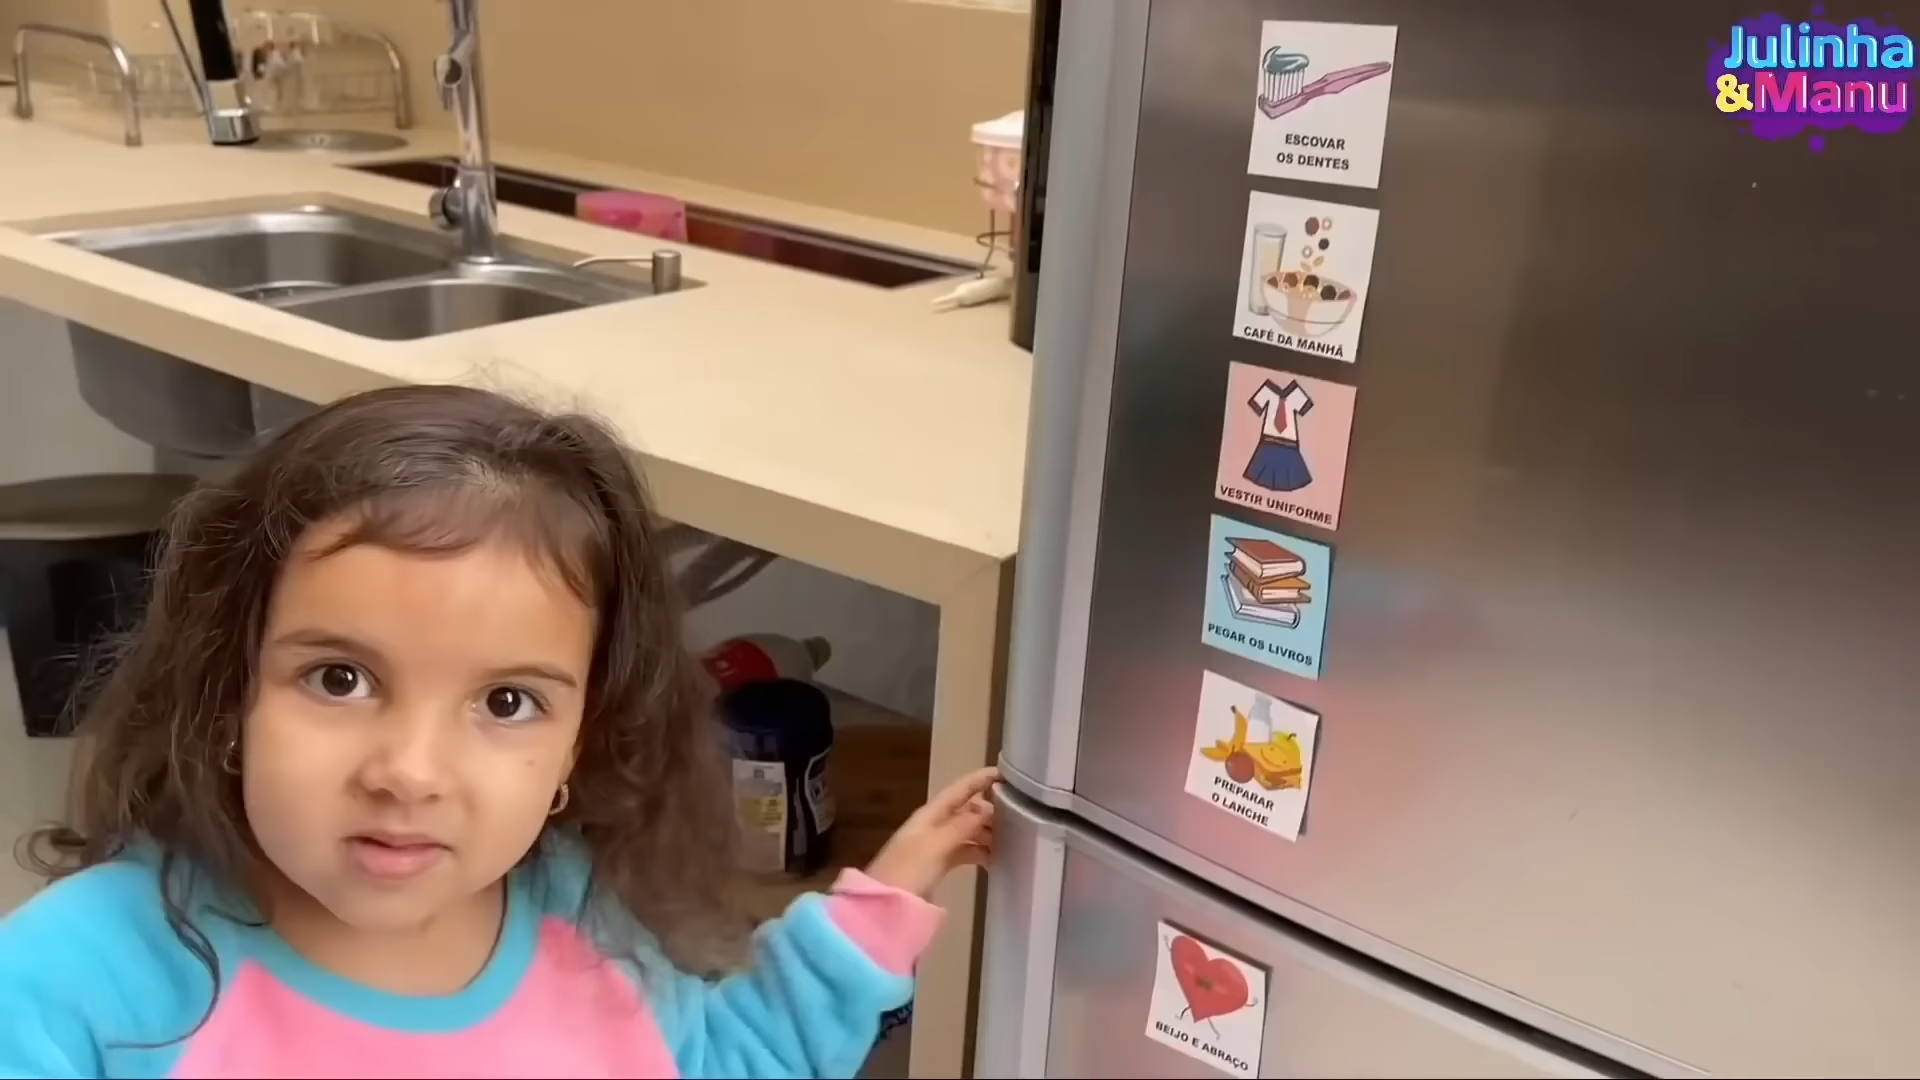 Julinha
&Manu
ESCOVAR
OS DENTES
CAFÉ DA MANHÃ
VESTIR UNIFORME
PEGAR OS LIVROS
PREPARAR
O LANCHE
BEIJO E ABRAÇO